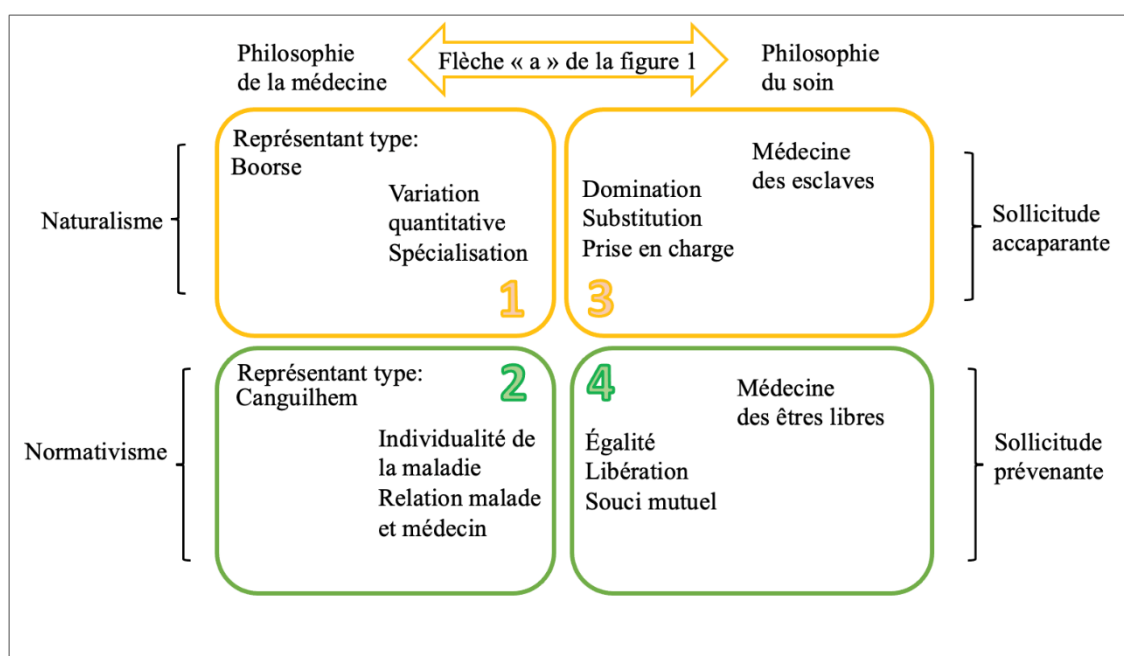 Philosophie
de la médecine
Flèche « a » de la figure 1
Philosophie
du soin
Naturalisme
Représentant type:
Boorse
Variation
quantitative
Spécialisation
1
Médecine
des esclaves
Domination
Substitution
Prise en charge
3
Sollicitude
accaparante
Normativisme
Représentant type:
Canguilhem
2
Individualité de
la maladie
Relation malade
et médecin
4
Médecine
des êtres libres
Égalité
Libération
Souci mutuel
Sollicitude
prévenante